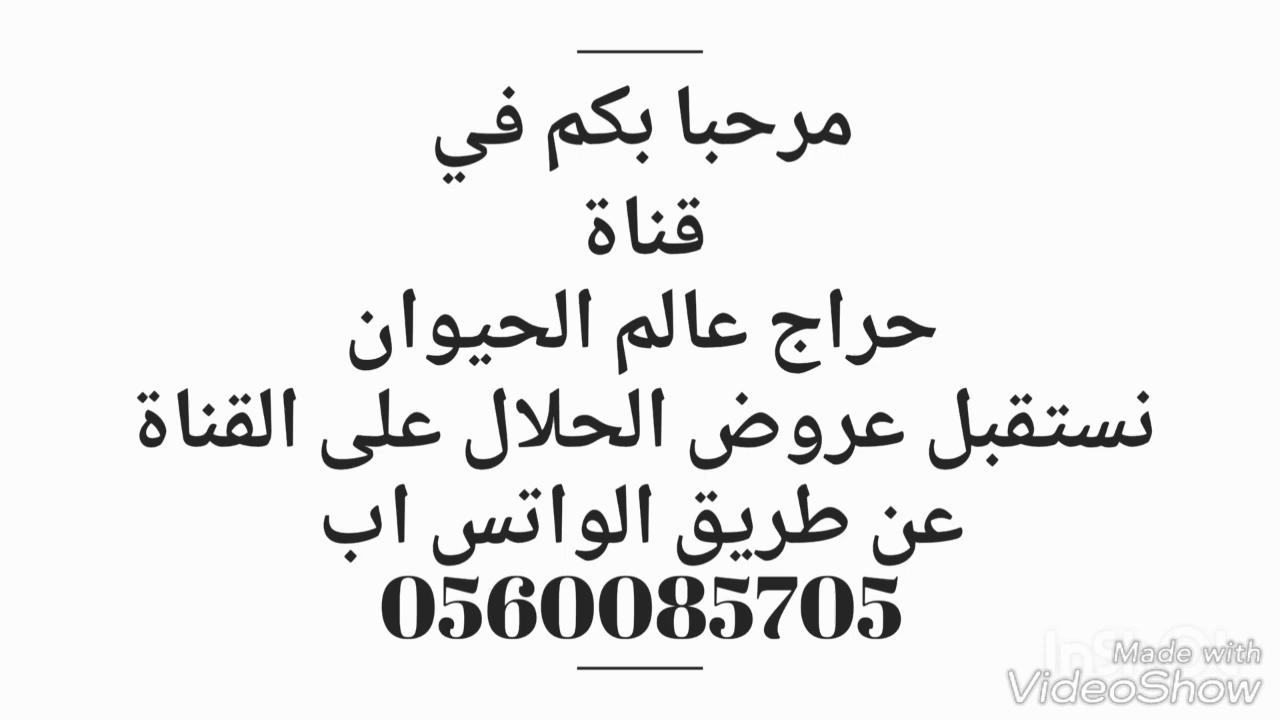 مرحبا بكم في
قناة
حراج عالم الحيوان
نستقبل عروض الحلال على القناة
عن طريق الواتس اب
0560085705
InShOt
Made with
VideoShow